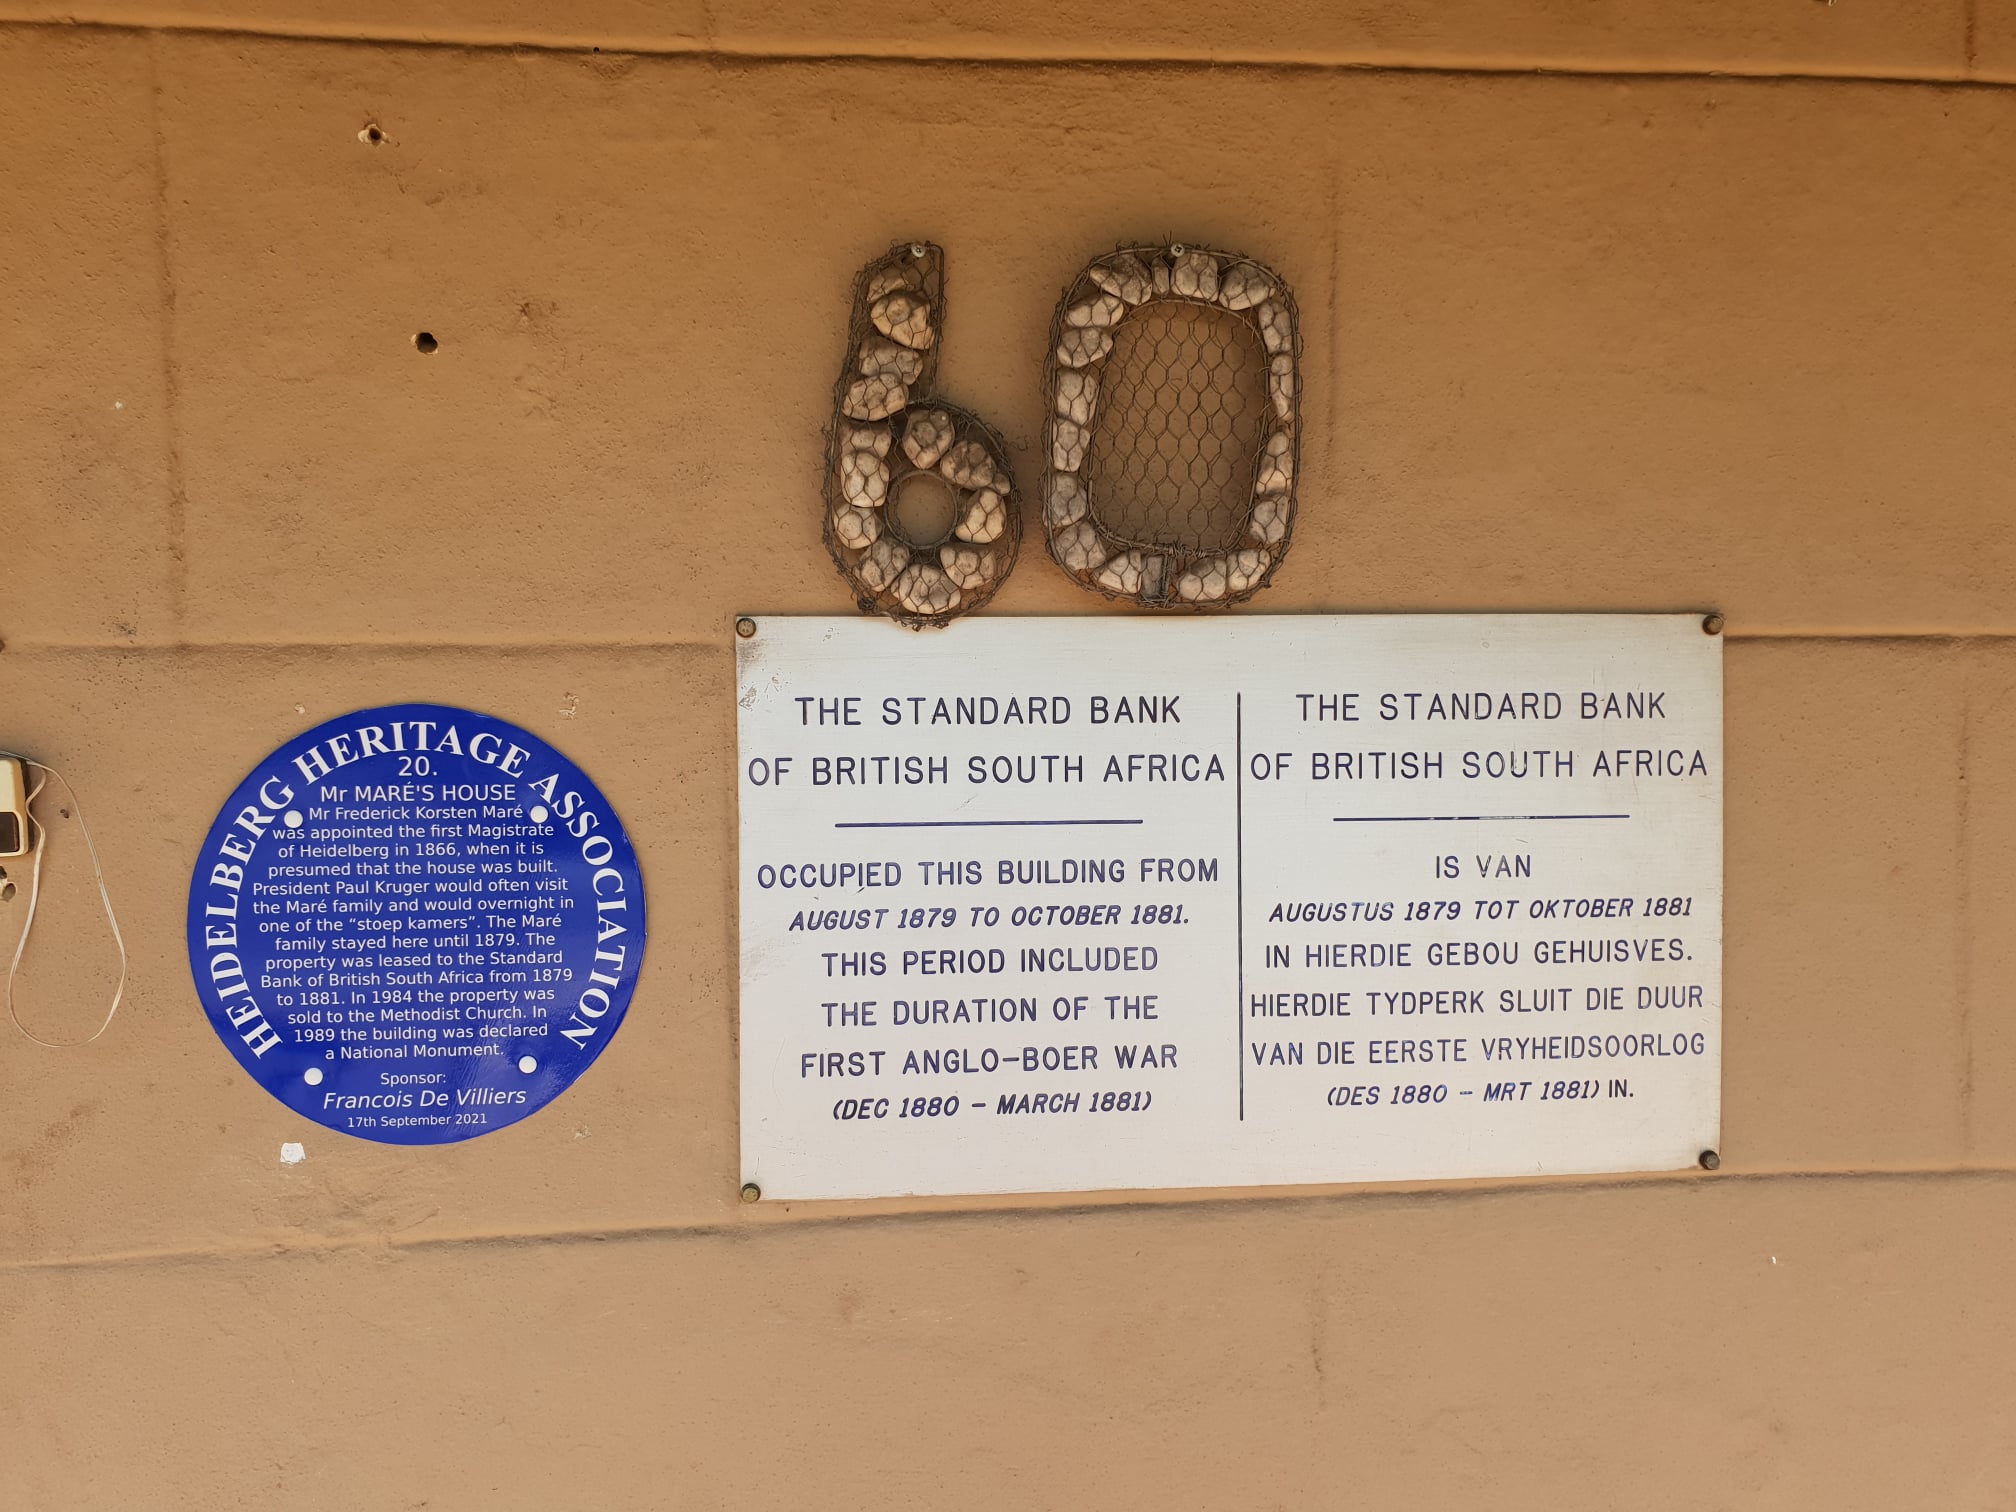 60
HEIDELBERG HERITAGE ASSOCIATION
20.
Mr MARÉ'S HOUSE
Mr Frederick Korsten Maré
was appointed the first Magistrate
of Heidelberg in 1866, when it is
presumed that the house was built.
President Paul Kruger would often visit
the Maré family and would overnight in
one of the “stoep kamers”. The Maré
family stayed here until 1879. The
property was leased to the Standard
Bank of British South Africa from 1879
to 1881. In 1984 the property was
sold to the Methodist Church. In
1989 the building was declared
a National Monument.
Sponsor:
Francois De Villiers
17th September 2021
THE STANDARD BANK
OF BRITISH SOUTH AFRICA
OCCUPIED THIS BUILDING FROM
AUGUST 1879 TO OCTOBER 1881.
THIS PERIOD INCLUDED
THE DURATION OF THE
FIRST ANGLO-BOER WAR
(DEC 1880 - MARCH 1881)
THE STANDARD BANK
OF BRITISH SOUTH AFRICA
IS VAN
AUGUSTUS 1879 TOT OKTOBER 1881
IN HIERDIE GEBOU GEHUISVES.
HIERDIE TYDPERK SLUIT DIE DUUR
VAN DIE EERSTE VRYHEIDSOORLOG
(DES 1880 - MRT 1881) IN.